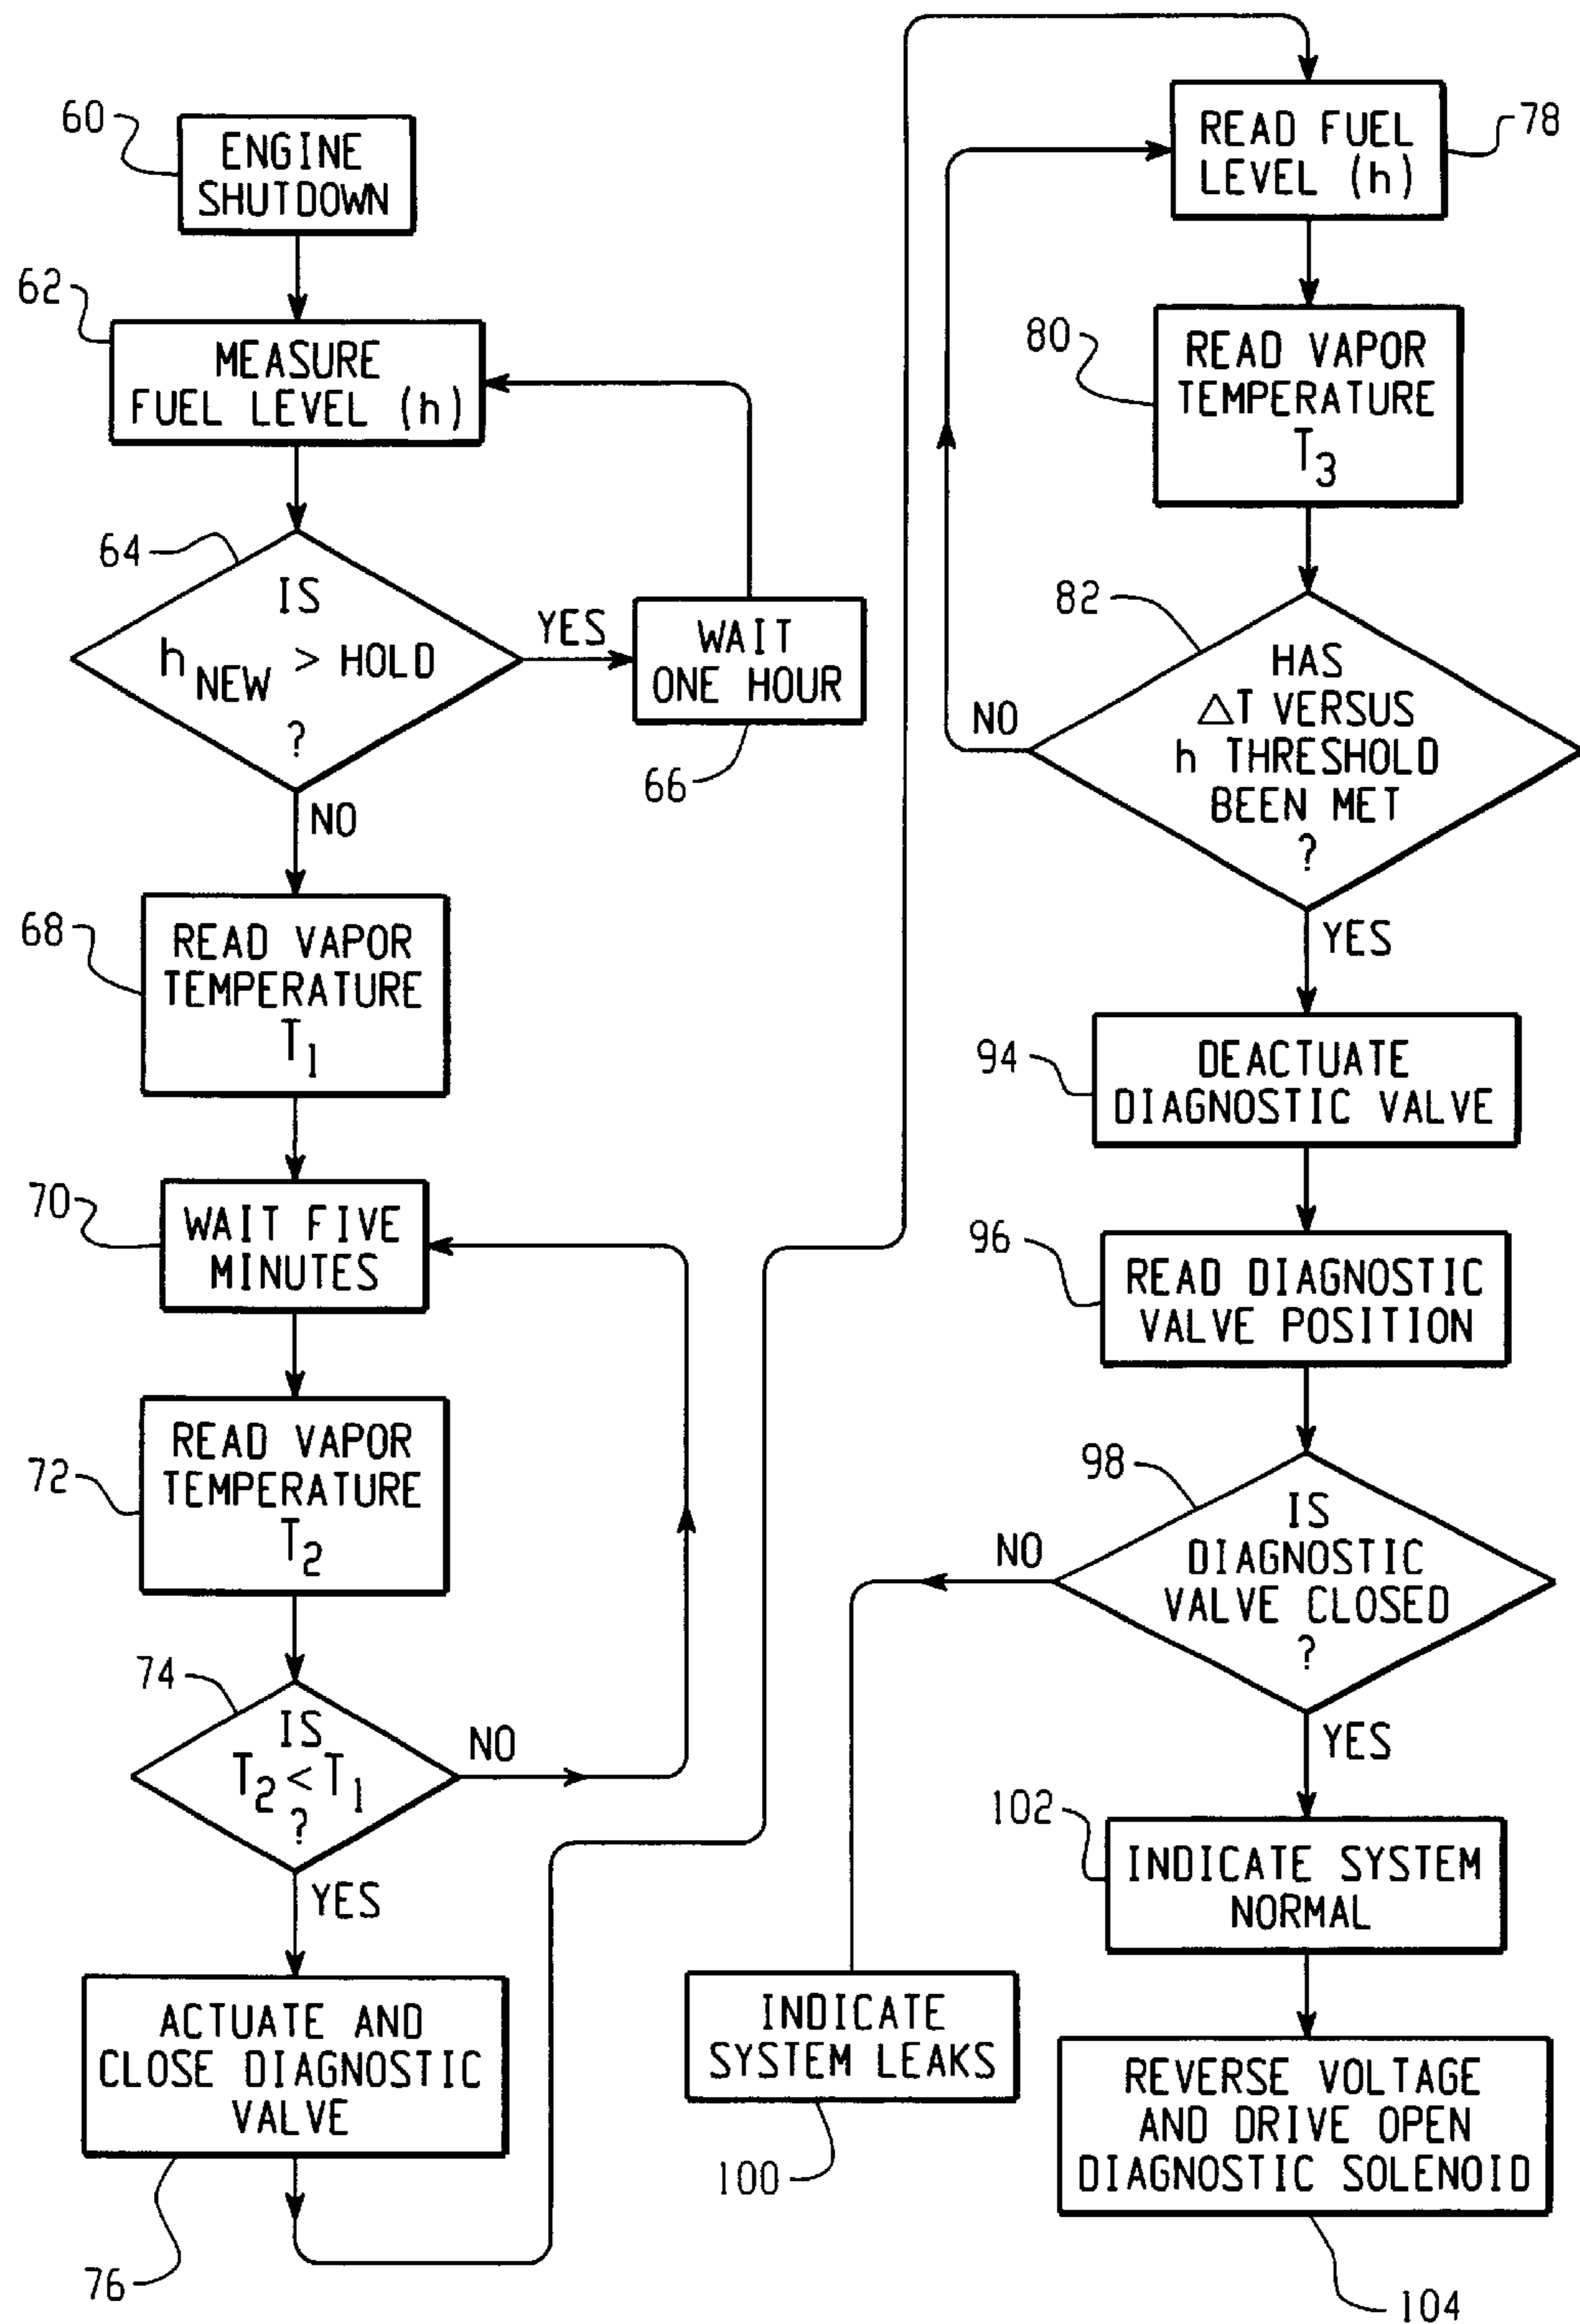 60
ENGINE
SHUTDOWN
62
MEASURE
FUEL LEVEL (h)
64
IS
hNEW > HOLD
?
YES
WAIT
ONE HOUR
66
NO
68
READ VAPOR
TEMPERATURE
T1
70
WAIT FIVE
MINUTES
72
READ VAPOR
TEMPERATURE
T2
74
IS
T2 < T1
?
NO
YES
ACTUATE AND
CLOSE DIAGNOSTIC
VALVE
76
READ FUEL
LEVEL (h)
78
80
READ VAPOR
TEMPERATURE
T3
82
HAS
△T VERSUS
h THRESHOLD
BEEN MET
?
NO
YES
94
DEACTUATE
DIAGNOSTIC VALVE
96
READ DIAGNOSTIC
VALVE POSITION
98
IS
DIAGNOSTIC
VALVE CLOSED
?
NO
YES
INDICATE
SYSTEM LEAKS
100
102
INDICATE SYSTEM
NORMAL
REVERSE VOLTAGE
AND DRIVE OPEN
DIAGNOSTIC SOLENOID
104